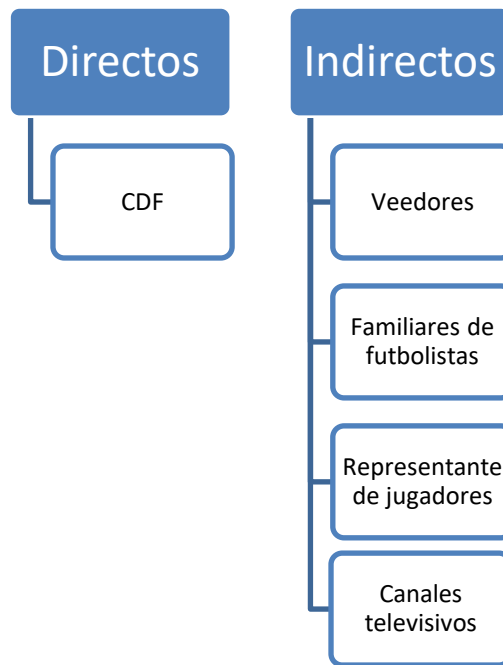 Directos
CDF
Indirectos
Veedores
Familiares de
futbolistas
Representante
de jugadores
Canales
televisivos